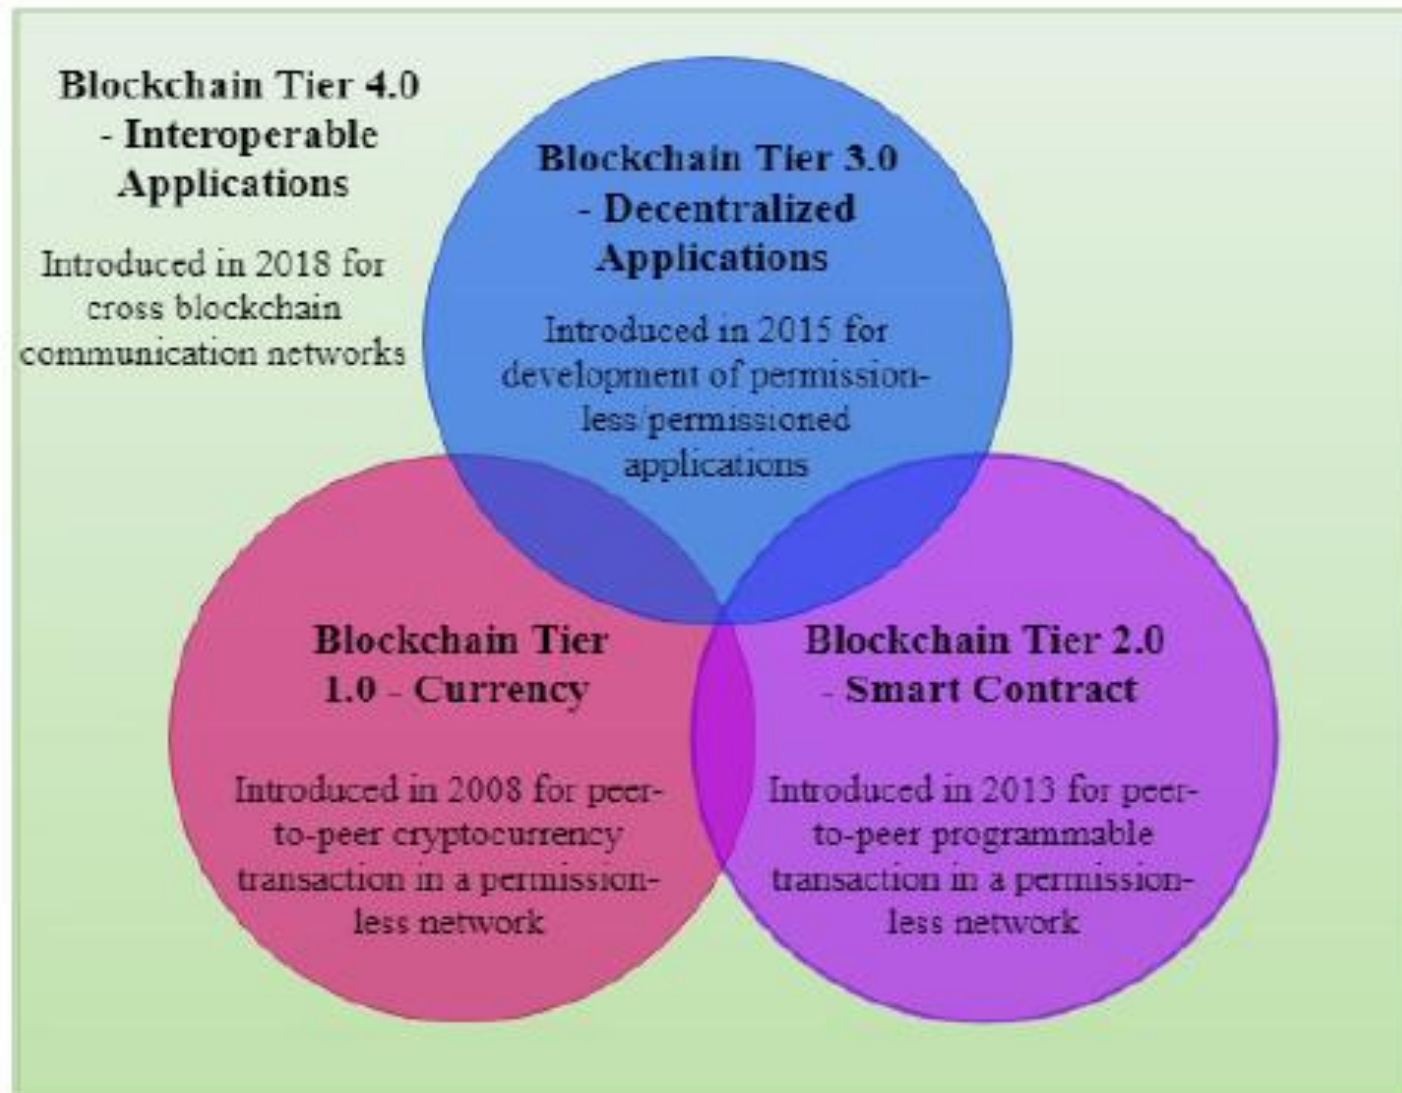 Blockchain Tier 4.0
- Interoperable
Applications
Introduced in 2018 for
cross blockchain
communication networks
Blockchain Tier 3.0
- Decentralized
Applications
Introduced in 2015 for
development of permission-
less/permissioned
applications
Blockchain Tier
1.0 - Currency
Introduced in 2008 for peer-
to-peer cryptocurrency
transaction in a permission-
less network
Blockchain Tier 2.0
- Smart Contract
Introduced in 2013 for peer-
to-peer programmable
transaction in a permission-
less network